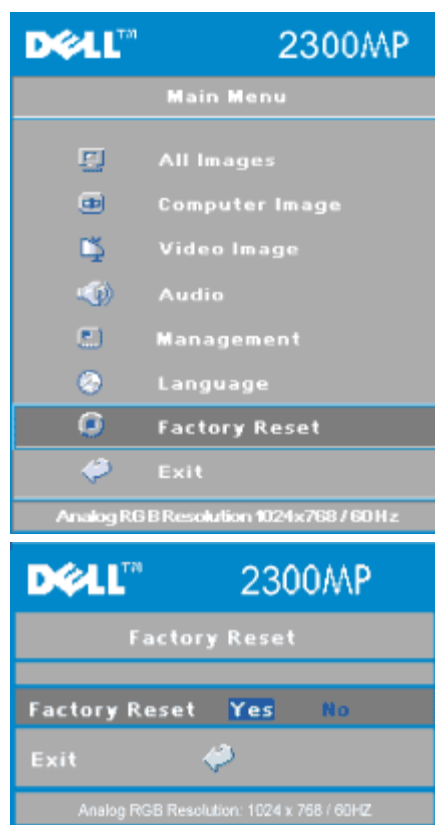 DELL™ 2300MP
Main Menu
All Images
Computer Image
Video Image
Audio
Management
Language
Factory Reset
Exit
Analog RGB Resolution 1024x768 / 60Hz
DELL™ 2300MP
Factory Reset
Factory Reset Yes No
Exit
Analog RGB Resolution: 1024 x 768 / 60HZ